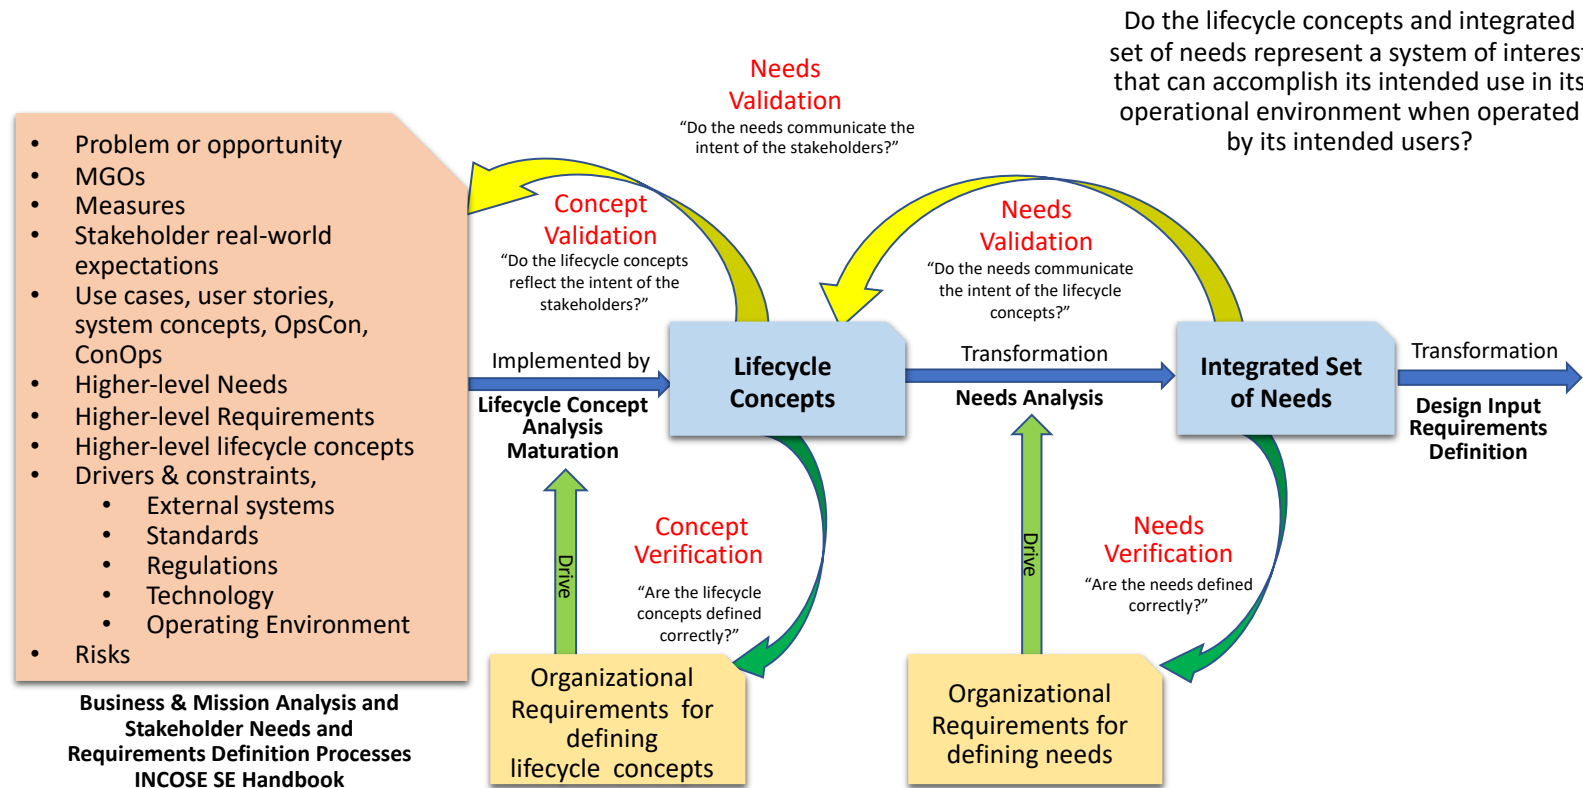 Do the lifecycle concepts and integrated
set of needs represent a system of interest
that can accomplish its intended use in its
operational environment when operated
by its intended users?
Needs
Validation
“Do the needs communicate the
intent of the stakeholders?”
• Problem or opportunity
• MGOs
• Measures
• Stakeholder real-world
expectations
• Use cases, user stories,
system concepts, OpsCon,
ConOps
• Higher-level Needs
• Higher-level Requirements
• Higher-level lifecycle concepts
• Drivers & constraints,
• External systems
• Standards
• Regulations
• Technology
• Operating Environment
• Risks
Business & Mission Analysis and
Stakeholder Needs and
Requirements Definition Processes
INCOSE SE Handbook
Concept
Validation
“Do the lifecycle concepts
reflect the intent of the
stakeholders?”
Implemented by
Lifecycle Concept
Analysis
Maturation
Drive
Lifecycle
Concepts
Concept
Verification
“Are the lifecycle
concepts defined
correctly?”
Organizational
Requirements for
defining
lifecycle concepts
Needs
Validation
“Do the needs communicate
the intent of the lifecycle
concepts?”
Transformation
Needs Analysis
Drive
Integrated Set
of Needs
Needs
Verification
“Are the needs defined
correctly?”
Organizational
Requirements for
defining needs
Transformation
Design Input
Requirements
Definition